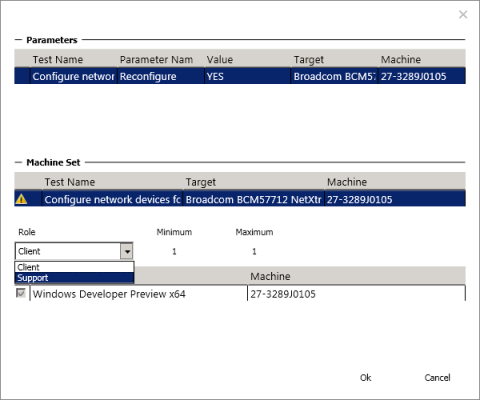 Parameters
Test Name Parameter Nam Value Target Machine
Configure networ Reconfigure YES Broadcom BCM57 27-3289J0105
Machine Set
Test Name Target Machine
Configure network devices fo Broadcom BCM57712 NetXtr 27-3289J0105
Role Minimum Maximum
Client 1 1
Client
Support
Machine
Windows Developer Preview x64 27-3289J0105
Ok Cancel